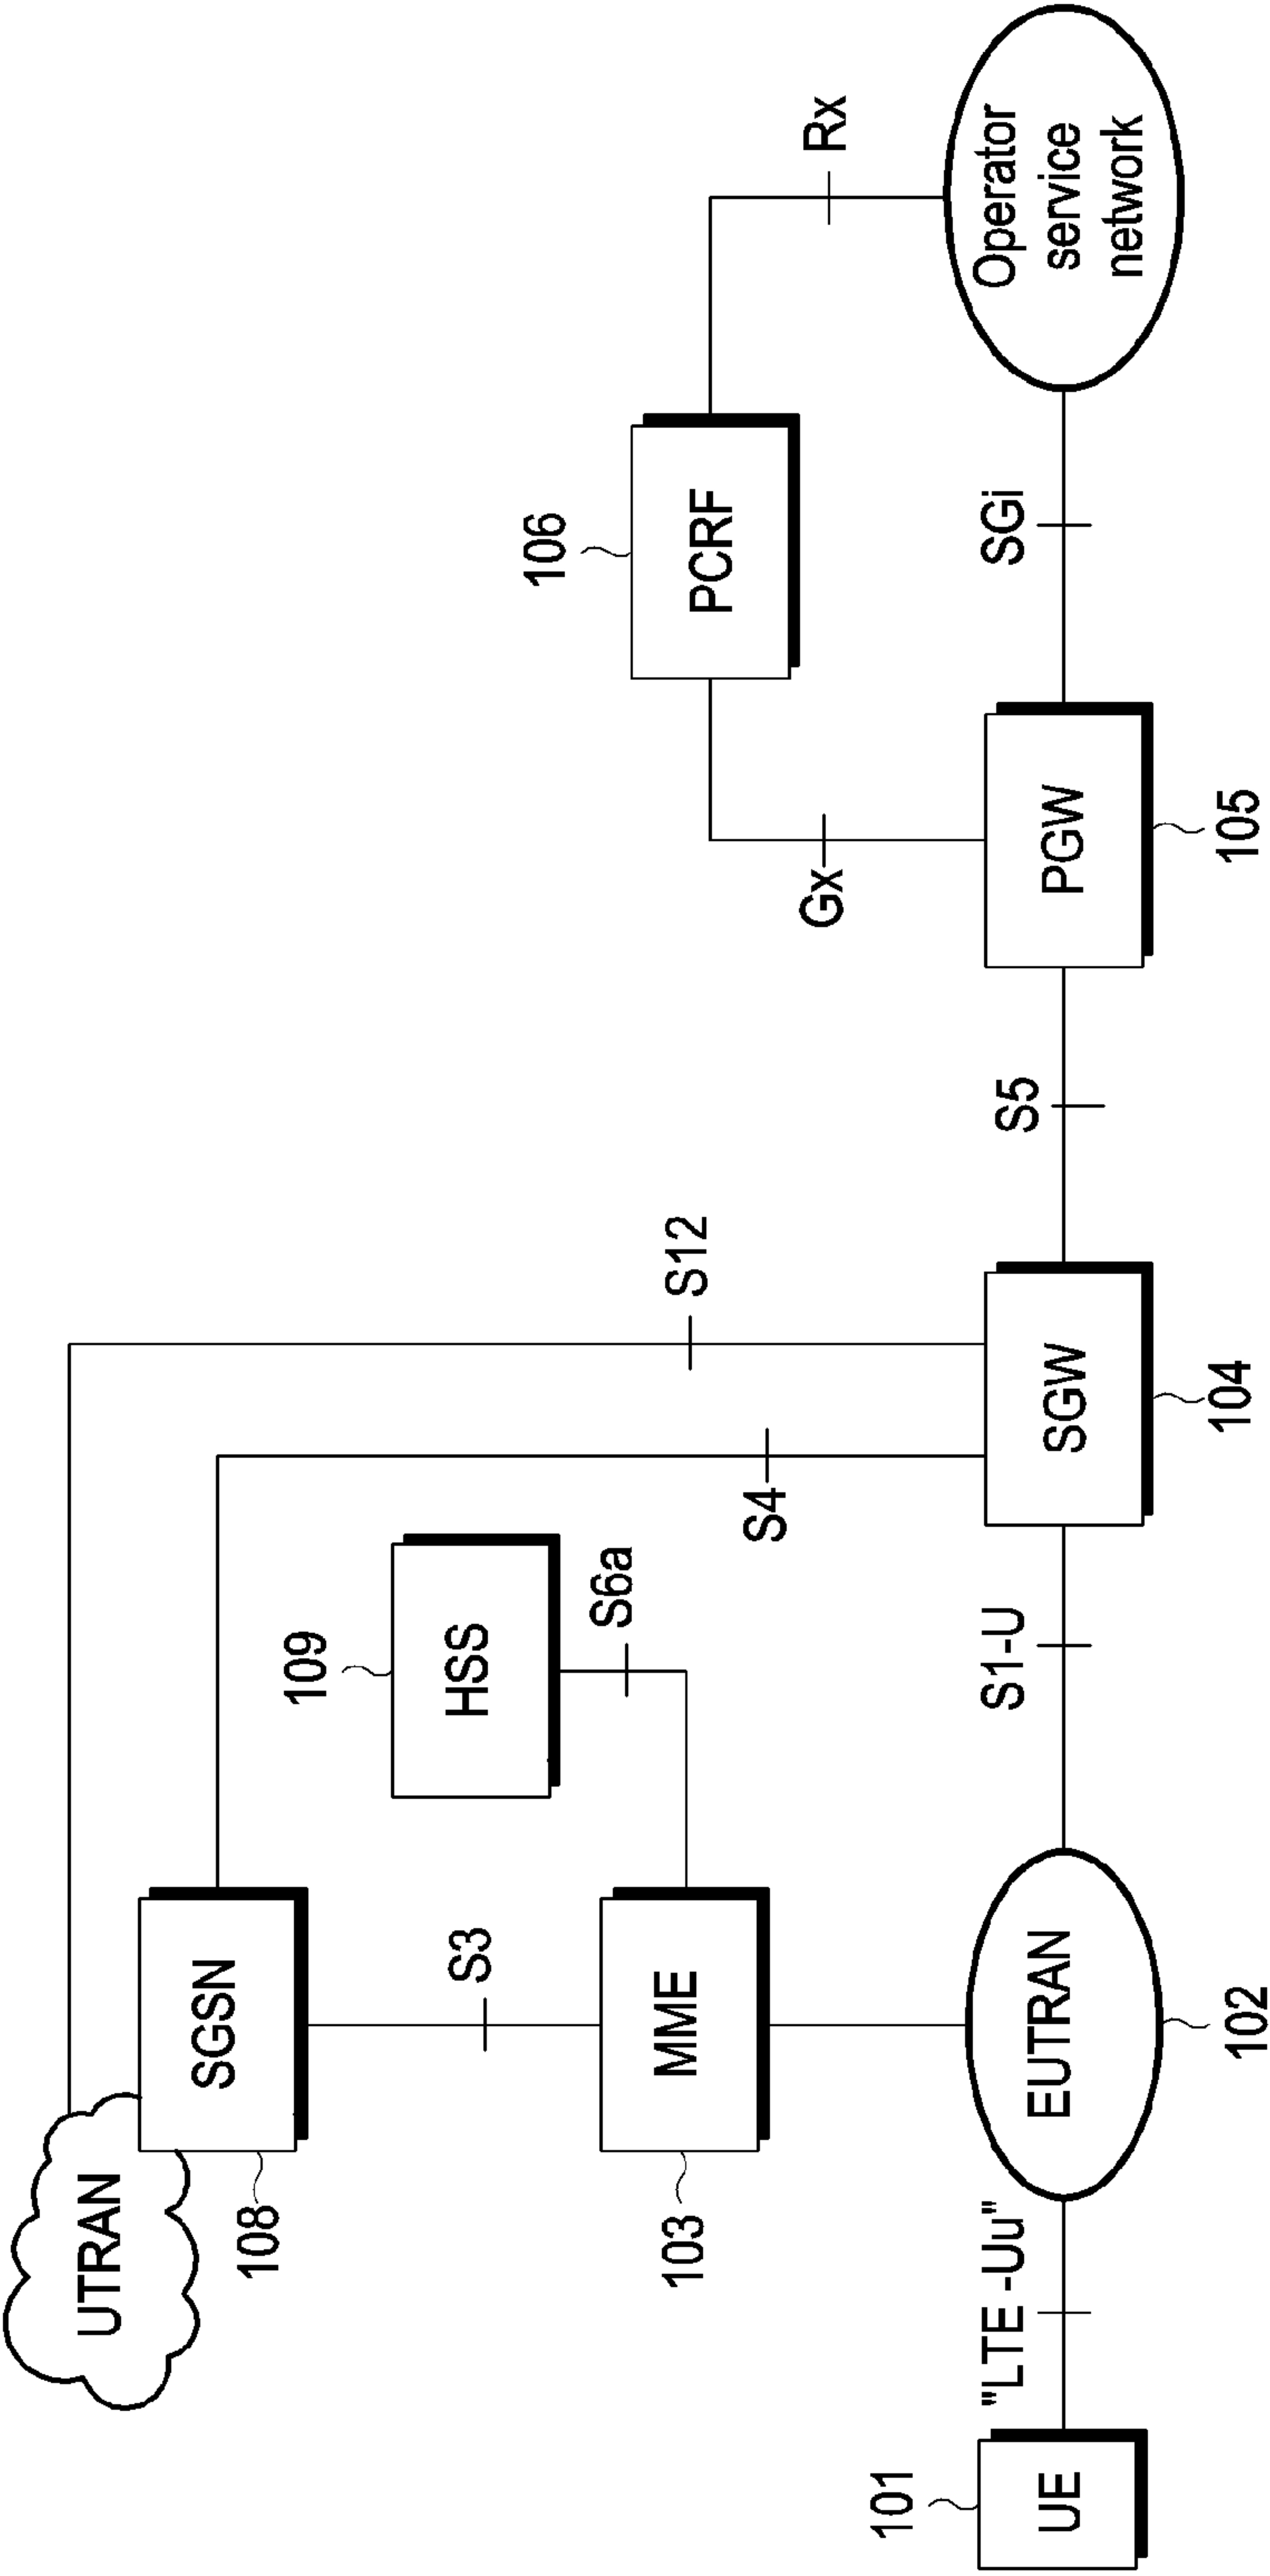 UTRAN
SGSN
108
S12
HSS
109
S6a
S4
S3
MME
103
PCRF
106
Rx
Gx
UE
101
"LTE -Uu"
EUTRAN
102
S1-U
SGW
104
S5
PGW
105
SGi
Operator
service
network